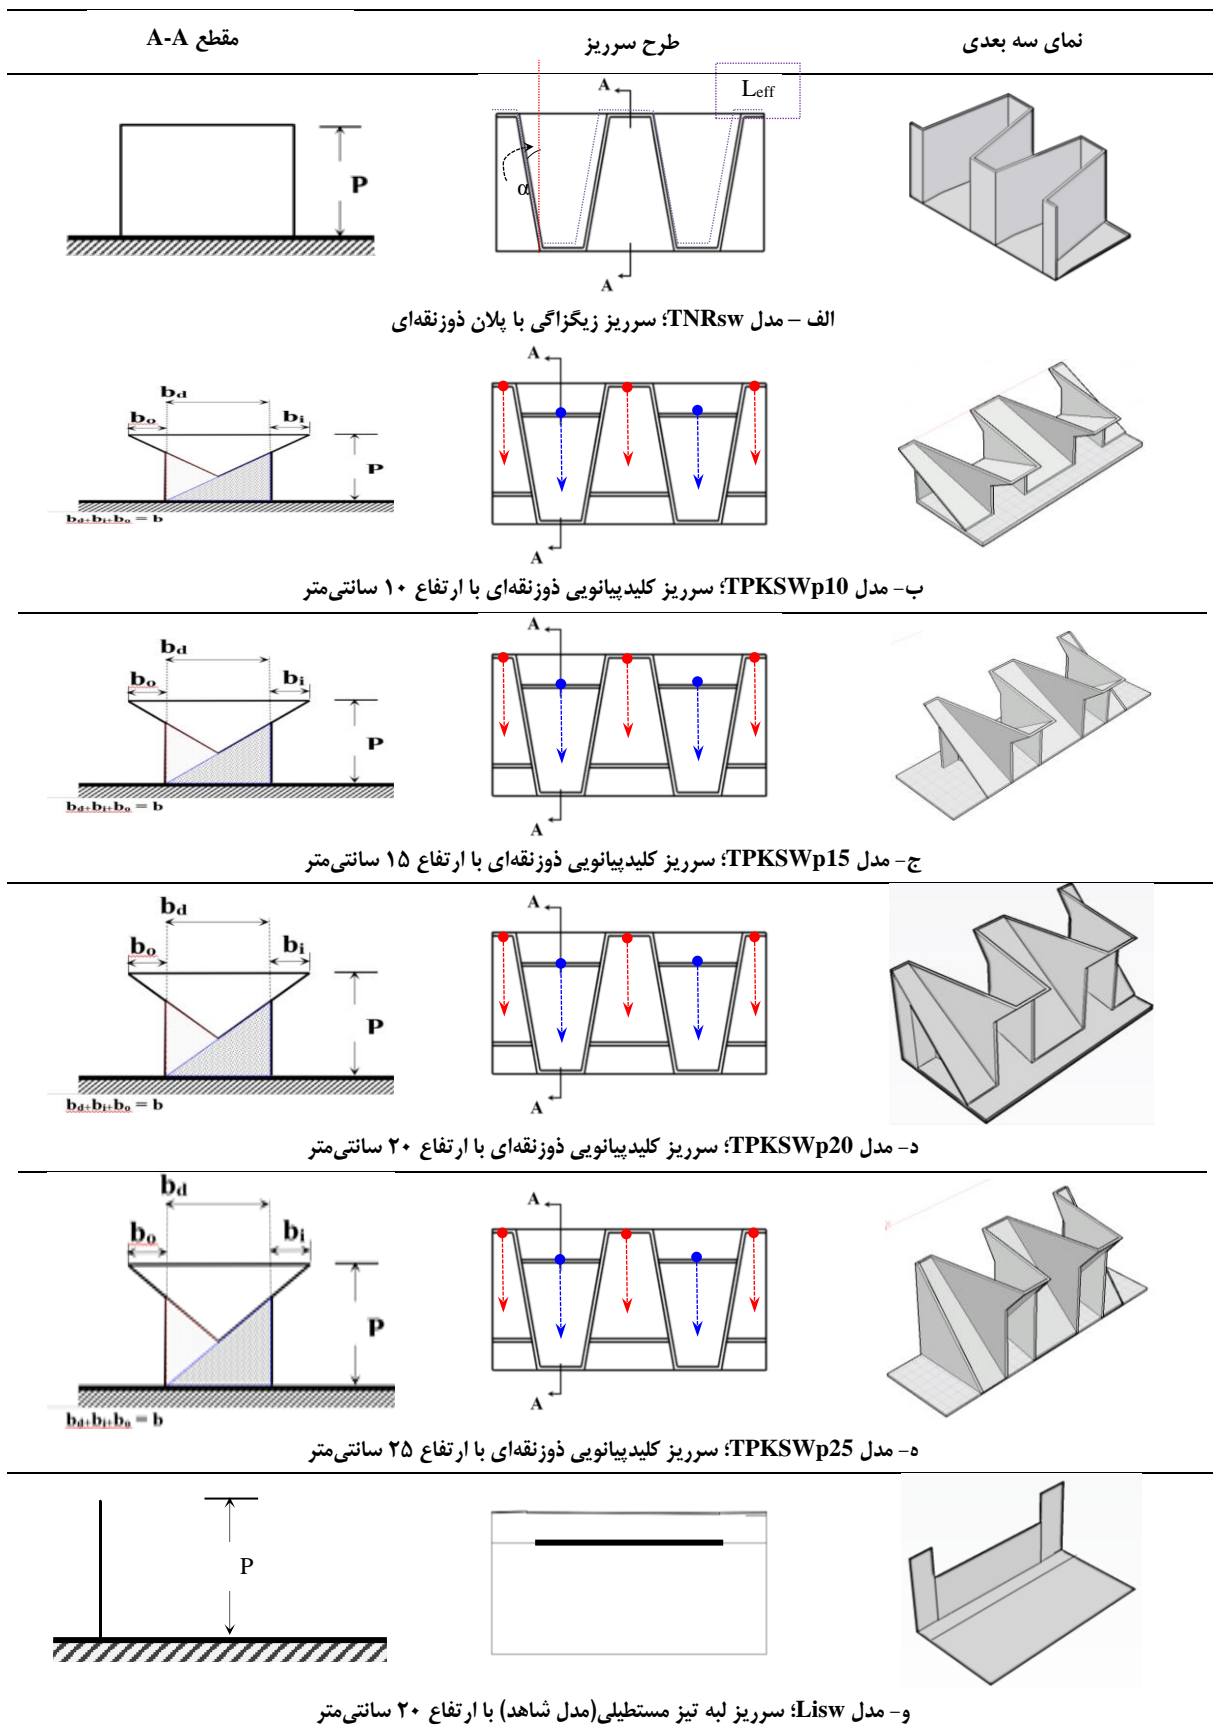 نمای سه بعدی
طرح سرریز
مقطع A-A
A
Leff
α
A
P
الف – مدل TNRsw؛ سرریز زیگزاگی با پلان ذوزنقه‌ای
A
A
bd
bo
bi
P
bd+bi+bo = b
ب- مدل TPKSWp10؛ سرریز کلیدپیانویی ذوزنقه‌ای با ارتفاع ۱۰ سانتی‌متر
A
A
bd
bo
bi
P
bd+bi+bo = b
ج- مدل TPKSWp15؛ سرریز کلیدپیانویی ذوزنقه‌ای با ارتفاع ۱۵ سانتی‌متر
A
A
bd
bo
bi
P
bd+bi+bo = b
د- مدل TPKSWp20؛ سرریز کلیدپیانویی ذوزنقه‌ای با ارتفاع ۲۰ سانتی‌متر
A
A
bd
bo
bi
P
bd+bi+bo = b
ه- مدل TPKSWp25؛ سرریز کلیدپیانویی ذوزنقه‌ای با ارتفاع ۲۵ سانتی‌متر
P
و- مدل Lisw؛ سرریز لبه تیز مستطیلی(مدل شاهد) با ارتفاع ۲۰ سانتی‌متر